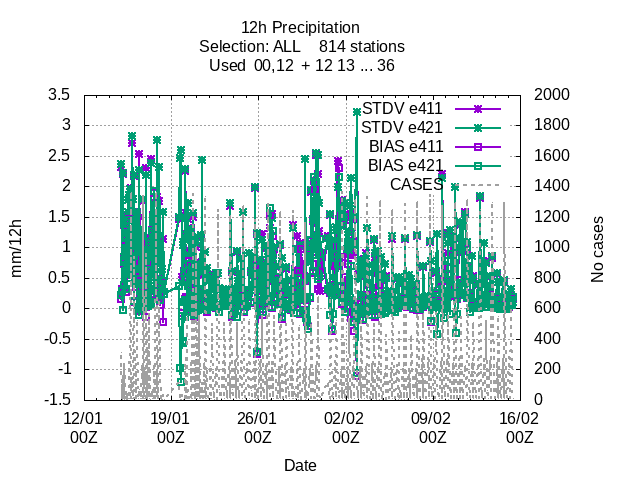 12h Precipitation
Selection: ALL 814 stations
Used 00,12 + 12 13 ... 36
3.5
3
2.5
2
1.5
1
0.5
0
-0.5
-1
-1.5
mm/12h
2000
1800
1600
1400
1200
1000
800
600
400
200
0
No cases
STDV e411
STDV e421
BIAS e411
BIAS e421
CASES
12/01 19/01 26/01 02/02 09/02 16/02
00Z 00Z 00Z 00Z 00Z 00Z
Date